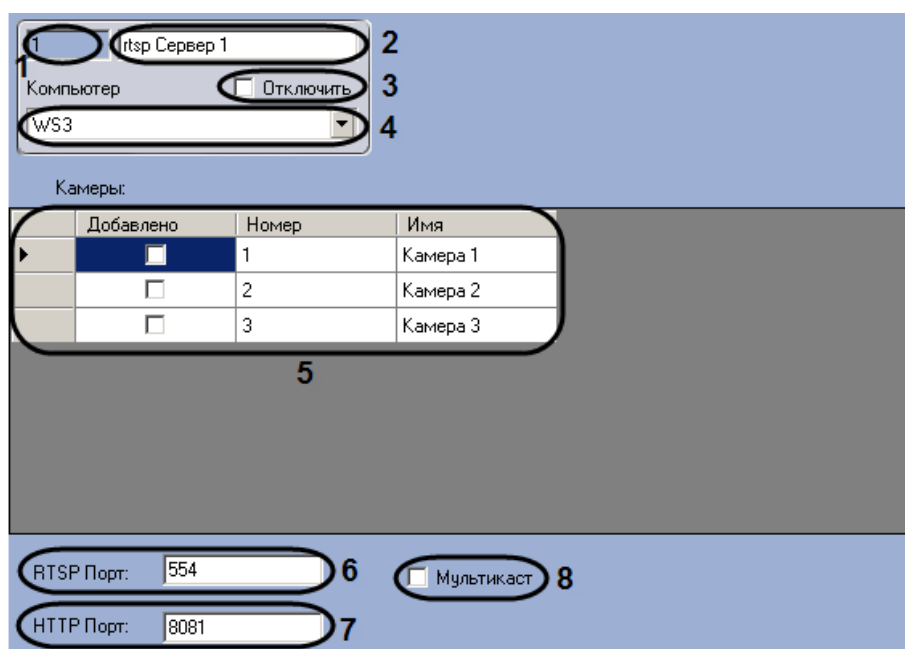 1 rtsp Сервер 1 2
1
Компьютер Отключить 3
WS3 4
Камеры:
Добавлено Номер Имя
1 Камера 1
2 Камера 2
3 Камера 3
5
RTSP Порт: 554 6 Мультикаст 8
HTTP Порт: 8081 7